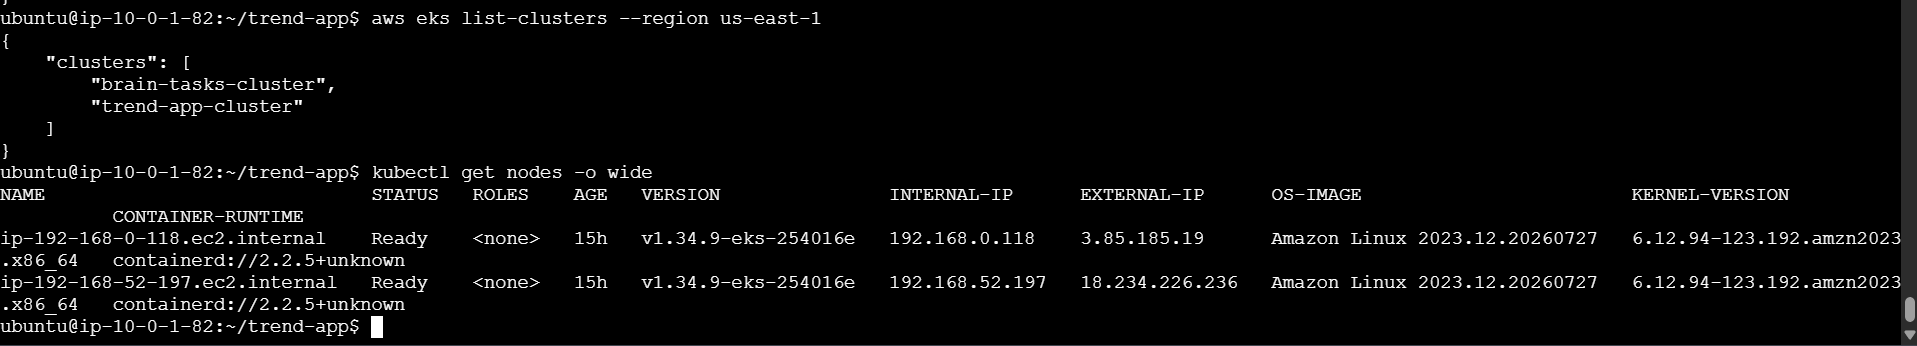 }
ubuntu@ip-10-0-1-82:~/trend-app$ aws eks list-clusters --region us-east-1
{
    "clusters": [
        "brain-tasks-cluster",
        "trend-app-cluster"
    ]
}
ubuntu@ip-10-0-1-82:~/trend-app$ kubectl get nodes -o wide
NAME                             STATUS   ROLES    AGE   VERSION               INTERNAL-IP      EXTERNAL-IP      OS-IMAGE                        KERNEL-VERSION
          CONTAINER-RUNTIME
ip-192-168-0-118.ec2.internal    Ready    <none>   15h   v1.34.9-eks-254016e   192.168.0.118    3.85.185.19      Amazon Linux 2023.12.20260727   6.12.94-123.192.amzn2023
.x86_64   containerd://2.2.5+unknown
ip-192-168-52-197.ec2.internal   Ready    <none>   15h   v1.34.9-eks-254016e   192.168.52.197   18.234.226.236   Amazon Linux 2023.12.20260727   6.12.94-123.192.amzn2023
.x86_64   containerd://2.2.5+unknown
ubuntu@ip-10-0-1-82:~/trend-app$